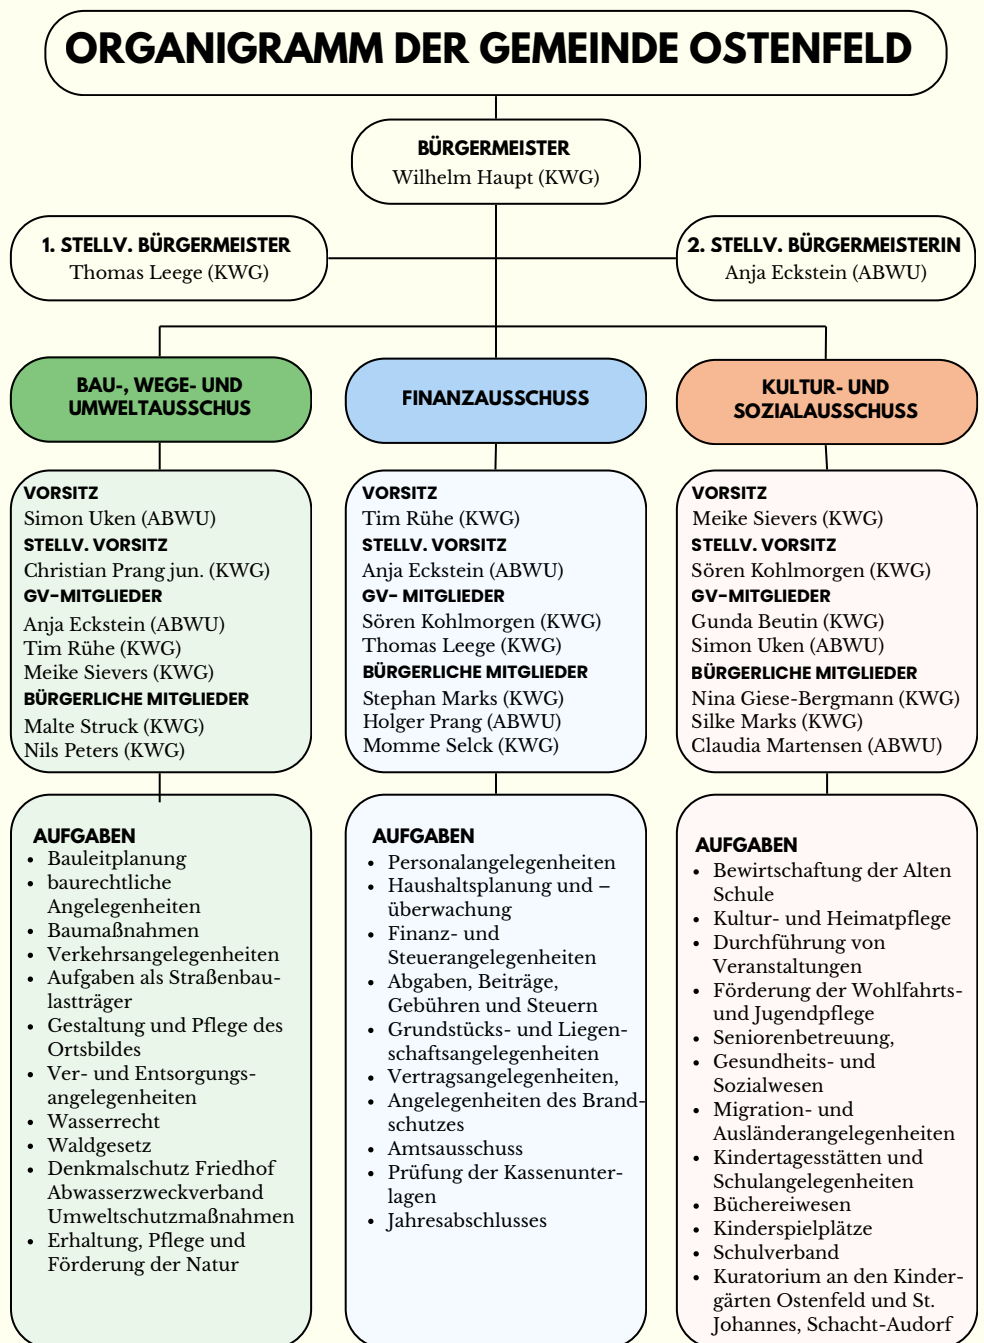 ORGANIGRAMM DER GEMEINDE OSTENFELD
BÜRGERMEISTER
Wilhelm Haupt (KWG)
1. STELLV. BÜRGERMEISTER
Thomas Leege (KWG)
2. STELLV. BÜRGERMEISTERIN
Anja Eckstein (ABWU)
BAU-, WEGE- UND
UMWELTAUSSCHUS
VORSITZ
Simon Uken (ABWU)
STELLV. VORSITZ
Christian Prang jun. (KWG)
GV-MITGLIEDER
Anja Eckstein (ABWU)
Tim Rühe (KWG)
Meike Sievers (KWG)
BÜRGERLICHE MITGLIEDER
Malte Struck (KWG)
Nils Peters (KWG)
AUFGABEN
• Bauleitplanung
• baurechtliche
Angelegenheiten
• Baumaßnahmen
• Verkehrsangelegenheiten
• Aufgaben als Straßenbau-
lastträger
• Gestaltung und Pflege des
Ortsbildes
• Ver- und Entsorgungs-
angelegenheiten
• Wasserrecht
• Waldgesetz
• Denkmalschutz Friedhof
Abwasserzweckverband
Umweltschutzmaßnahmen
• Erhaltung, Pflege und
Förderung der Natur
FINANZAUSSCHUSS
VORSITZ
Tim Rühe (KWG)
STELLV. VORSITZ
Anja Eckstein (ABWU)
GV- MITGLIEDER
Sören Kohlmorgen (KWG)
Thomas Leege (KWG)
BÜRGERLICHE MITGLIEDER
Stephan Marks (KWG)
Holger Prang (ABWU)
Momme Selck (KWG)
AUFGABEN
• Personalangelegenheiten
• Haushaltsplanung und –
überwachung
• Finanz- und
Steuerangelegenheiten
• Abgaben, Beiträge,
Gebühren und Steuern
• Grundstücks- und Liegen-
schaftsangelegenheiten
• Vertragsangelegenheiten,
• Angelegenheiten des Brand-
schutzes
• Amtsausschuss
• Prüfung der Kassenunter-
lagen
• Jahresabschlusses
KULTUR- UND
SOZIALAUSSCHUSS
VORSITZ
Meike Sievers (KWG)
STELLV. VORSITZ
Sören Kohlmorgen (KWG)
GV-MITGLIEDER
Gunda Beutin (KWG)
Simon Uken (ABWU)
BÜRGERLICHE MITGLIEDER
Nina Giese-Bergmann (KWG)
Silke Marks (KWG)
Claudia Martensen (ABWU)
AUFGABEN
• Bewirtschaftung der Alten
Schule
• Kultur- und Heimatpflege
• Durchführung von
Veranstaltungen
• Förderung der Wohlfahrts-
und Jugendpflege
• Seniorenbetreuung,
• Gesundheits- und
Sozialwesen
• Migration- und
Ausländerangelegenheiten
• Kindertagesstätten und
Schulangelegenheiten
• Büchereiwesen
• Kinderspielplätze
• Schulverband
• Kuratorium an den Kinder-
gärten Ostenfeld und St.
Johannes, Schacht-Audorf